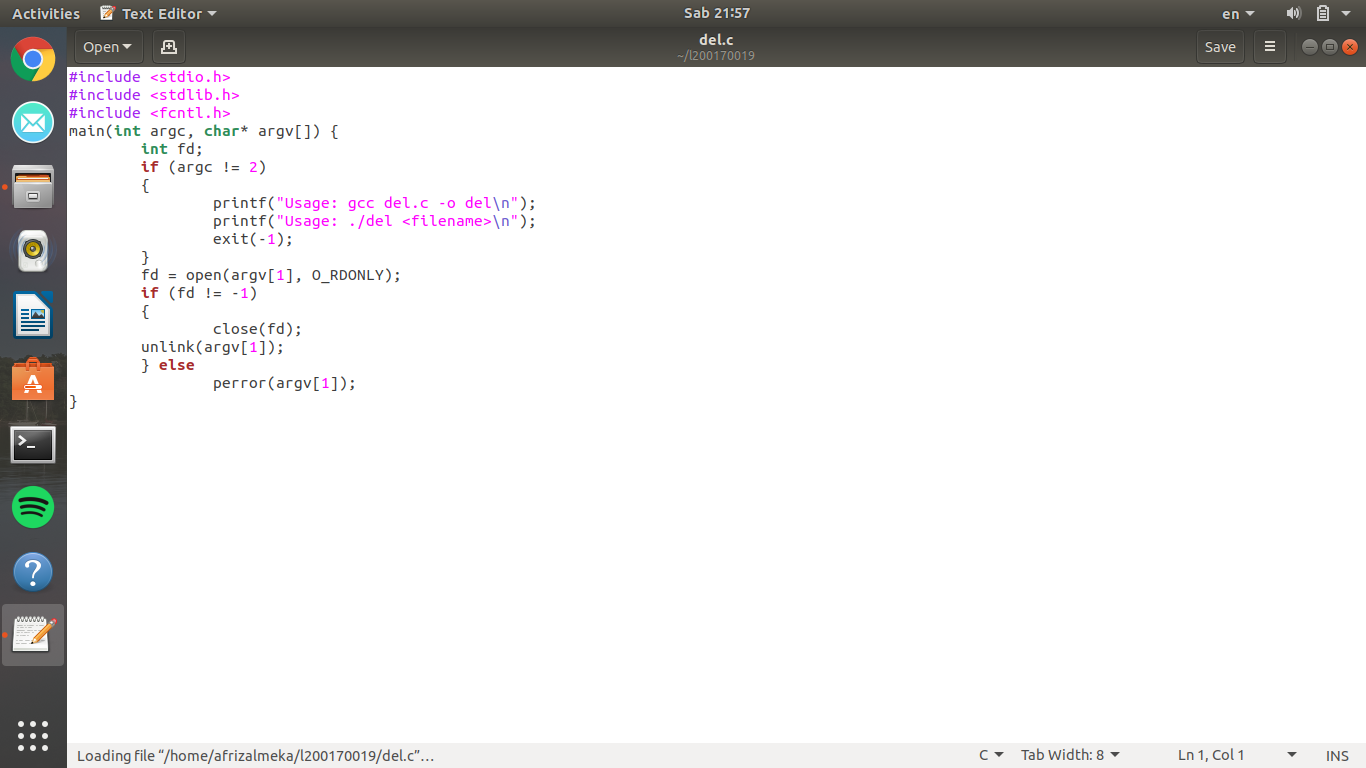 Activities Text Editor Sab 21:57 en
Open del.c Save
~/l200170019
#include <stdio.h>
#include <stdlib.h>
#include <fcntl.h>
main(int argc, char* argv[]) {
int fd;
if (argc != 2)
{
printf("Usage: gcc del.c -o del\n");
printf("Usage: ./del <filename>\n");
exit(-1);
}
fd = open(argv[1], O_RDONLY);
if (fd != -1)
{
close(fd);
unlink(argv[1]);
} else
perror(argv[1]);
}
Loading file “/home/afrizalmeka/l200170019/del.c”… C Tab Width: 8 Ln 1, Col 1 INS